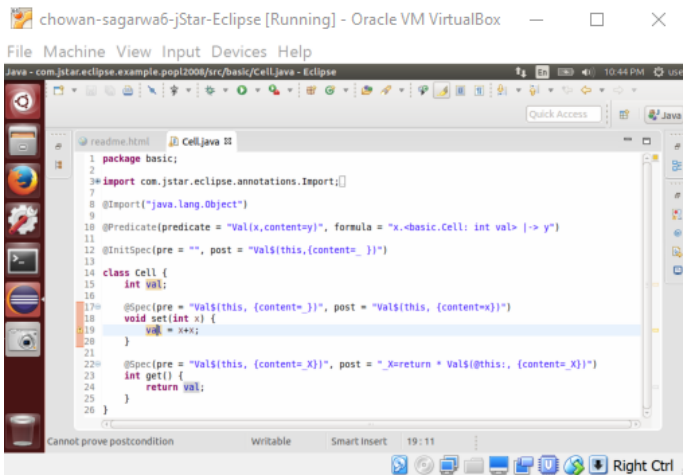 chowan-sagarwa6-jStar-Eclipse [Running] - Oracle VM VirtualBox
File Machine View Input Devices Help
Java - com.jstar.eclipse.example.popl2008/src/basic/Cell.java - Eclipse
En
10:44 PM
use
Quick Access
Java
readme.html
Cell.java
1 package basic;
2
3 import com.jstar.eclipse.annotations.Import;
7
8 @Import("java.lang.Object")
9
10 @Predicate(predicate = "Val(x,content=y)", formula = "x.<basic.Cell: int val> |-> y")
11
12 @InitSpec(pre = "", post = "Val$(this,{content=_ })")
13
14 class Cell {
15 int val;
16
17 @Spec(pre = "Val$(this, {content=_})", post = "Val$(this, {content=x})")
18 void set(int x) {
19 val = x+x;
20 }
21
22 @Spec(pre = "Val$(this, {content=_X})", post = "_X=return * Val$(@this:, {content=_X})")
23 int get() {
24 return val;
25 }
26 }
Cannot prove postcondition
Writable
Smart Insert
19 : 11
Right Ctrl